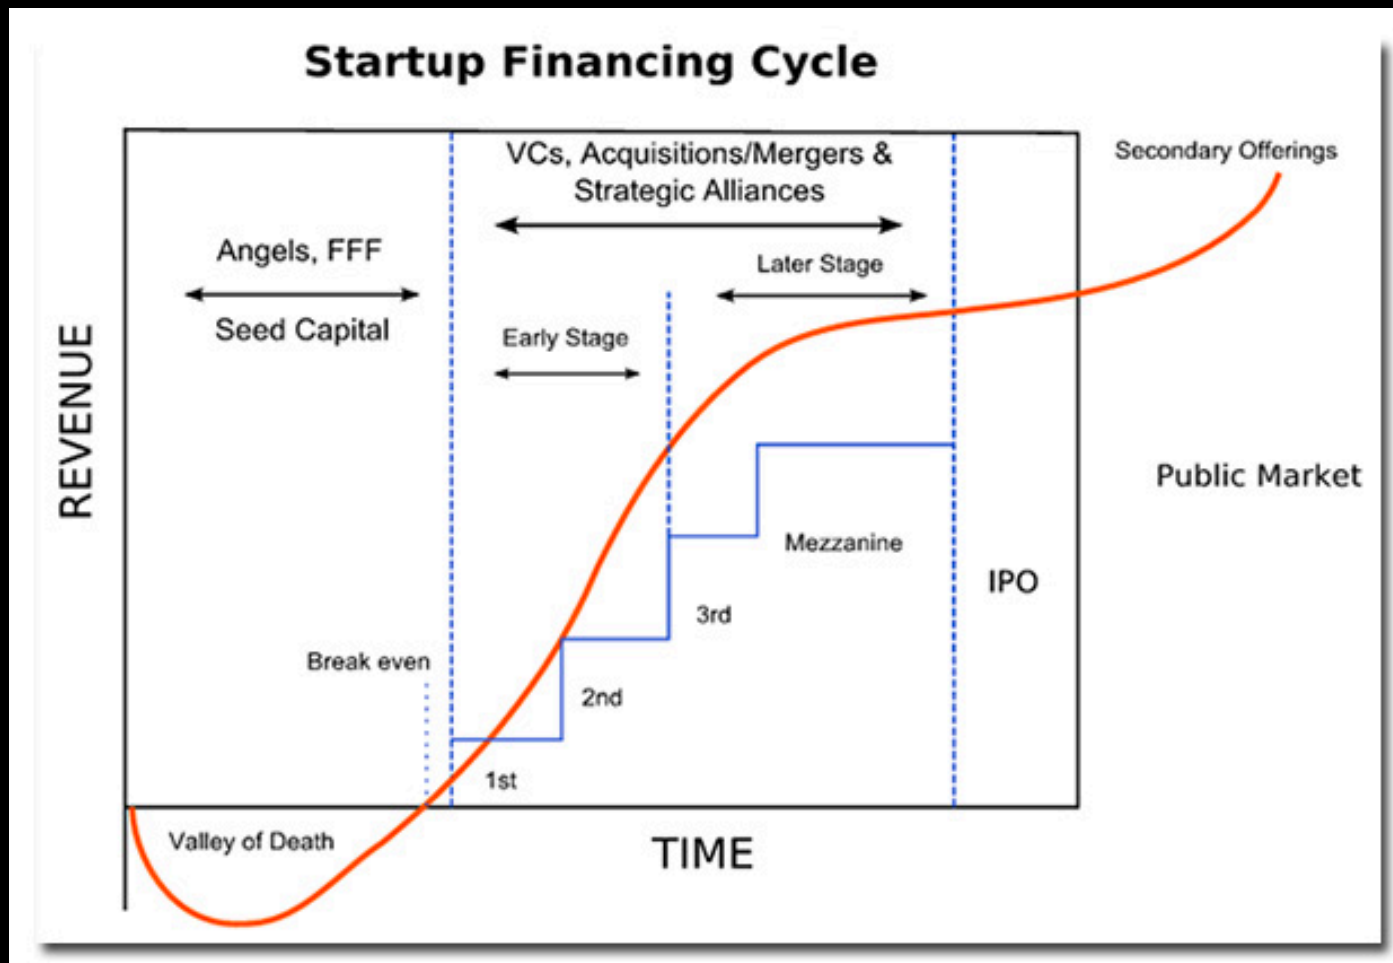 Startup Financing Cycle
VCs, Acquisitions/Mergers &
Strategic Alliances
Secondary Offerings
Angels, FFF
Seed Capital
Later Stage
Early Stage
REVENUE
Public Market
Mezzanine
IPO
3rd
Break even
2nd
1st
Valley of Death
TIME